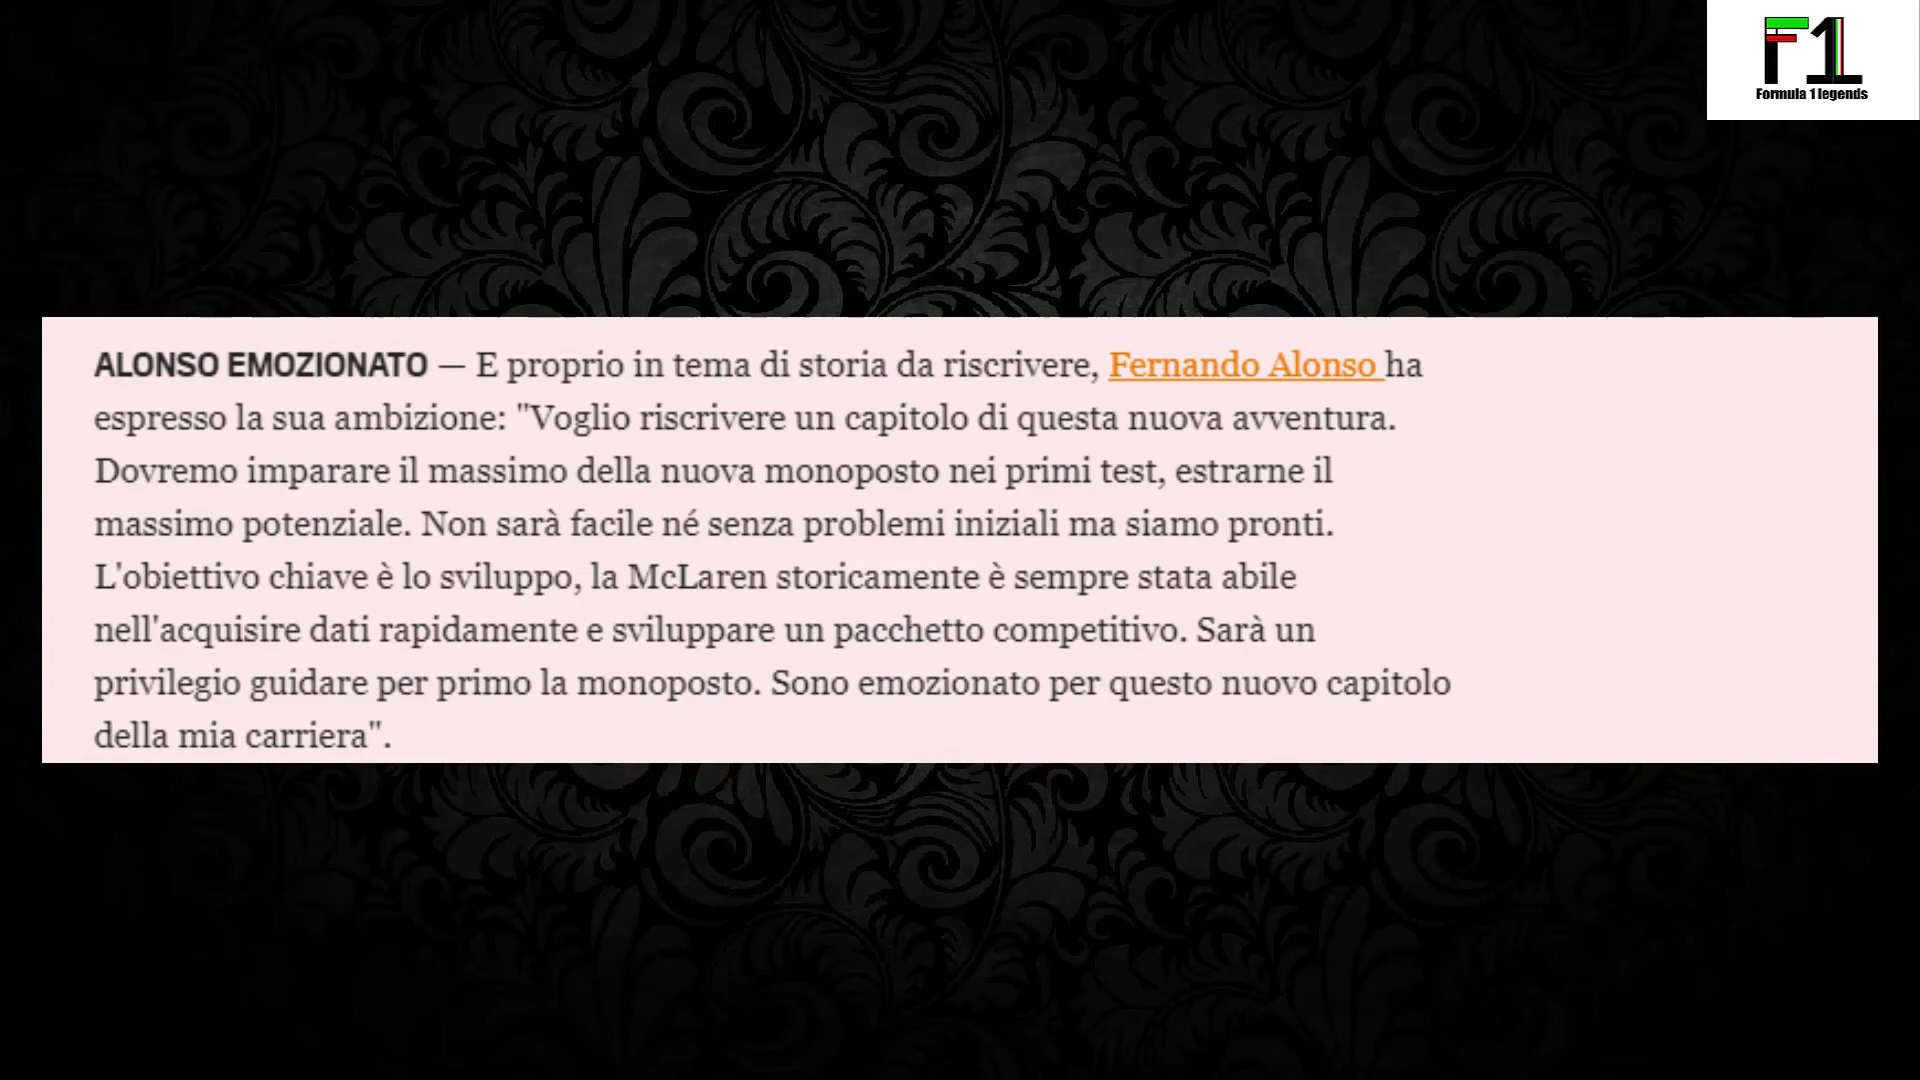 F1
Formula 1 legends
ALONSO EMOZIONATO — E proprio in tema di storia da riscrivere, Fernando Alonso ha
espresso la sua ambizione: "Voglio riscrivere un capitolo di questa nuova avventura.
Dovremo imparare il massimo della nuova monoposto nei primi test, estrarne il
massimo potenziale. Non sarà facile né senza problemi iniziali ma siamo pronti.
L'obiettivo chiave è lo sviluppo, la McLaren storicamente è sempre stata abile
nell'acquisire dati rapidamente e sviluppare un pacchetto competitivo. Sarà un
privilegio guidare per primo la monoposto. Sono emozionato per questo nuovo capitolo
della mia carriera".